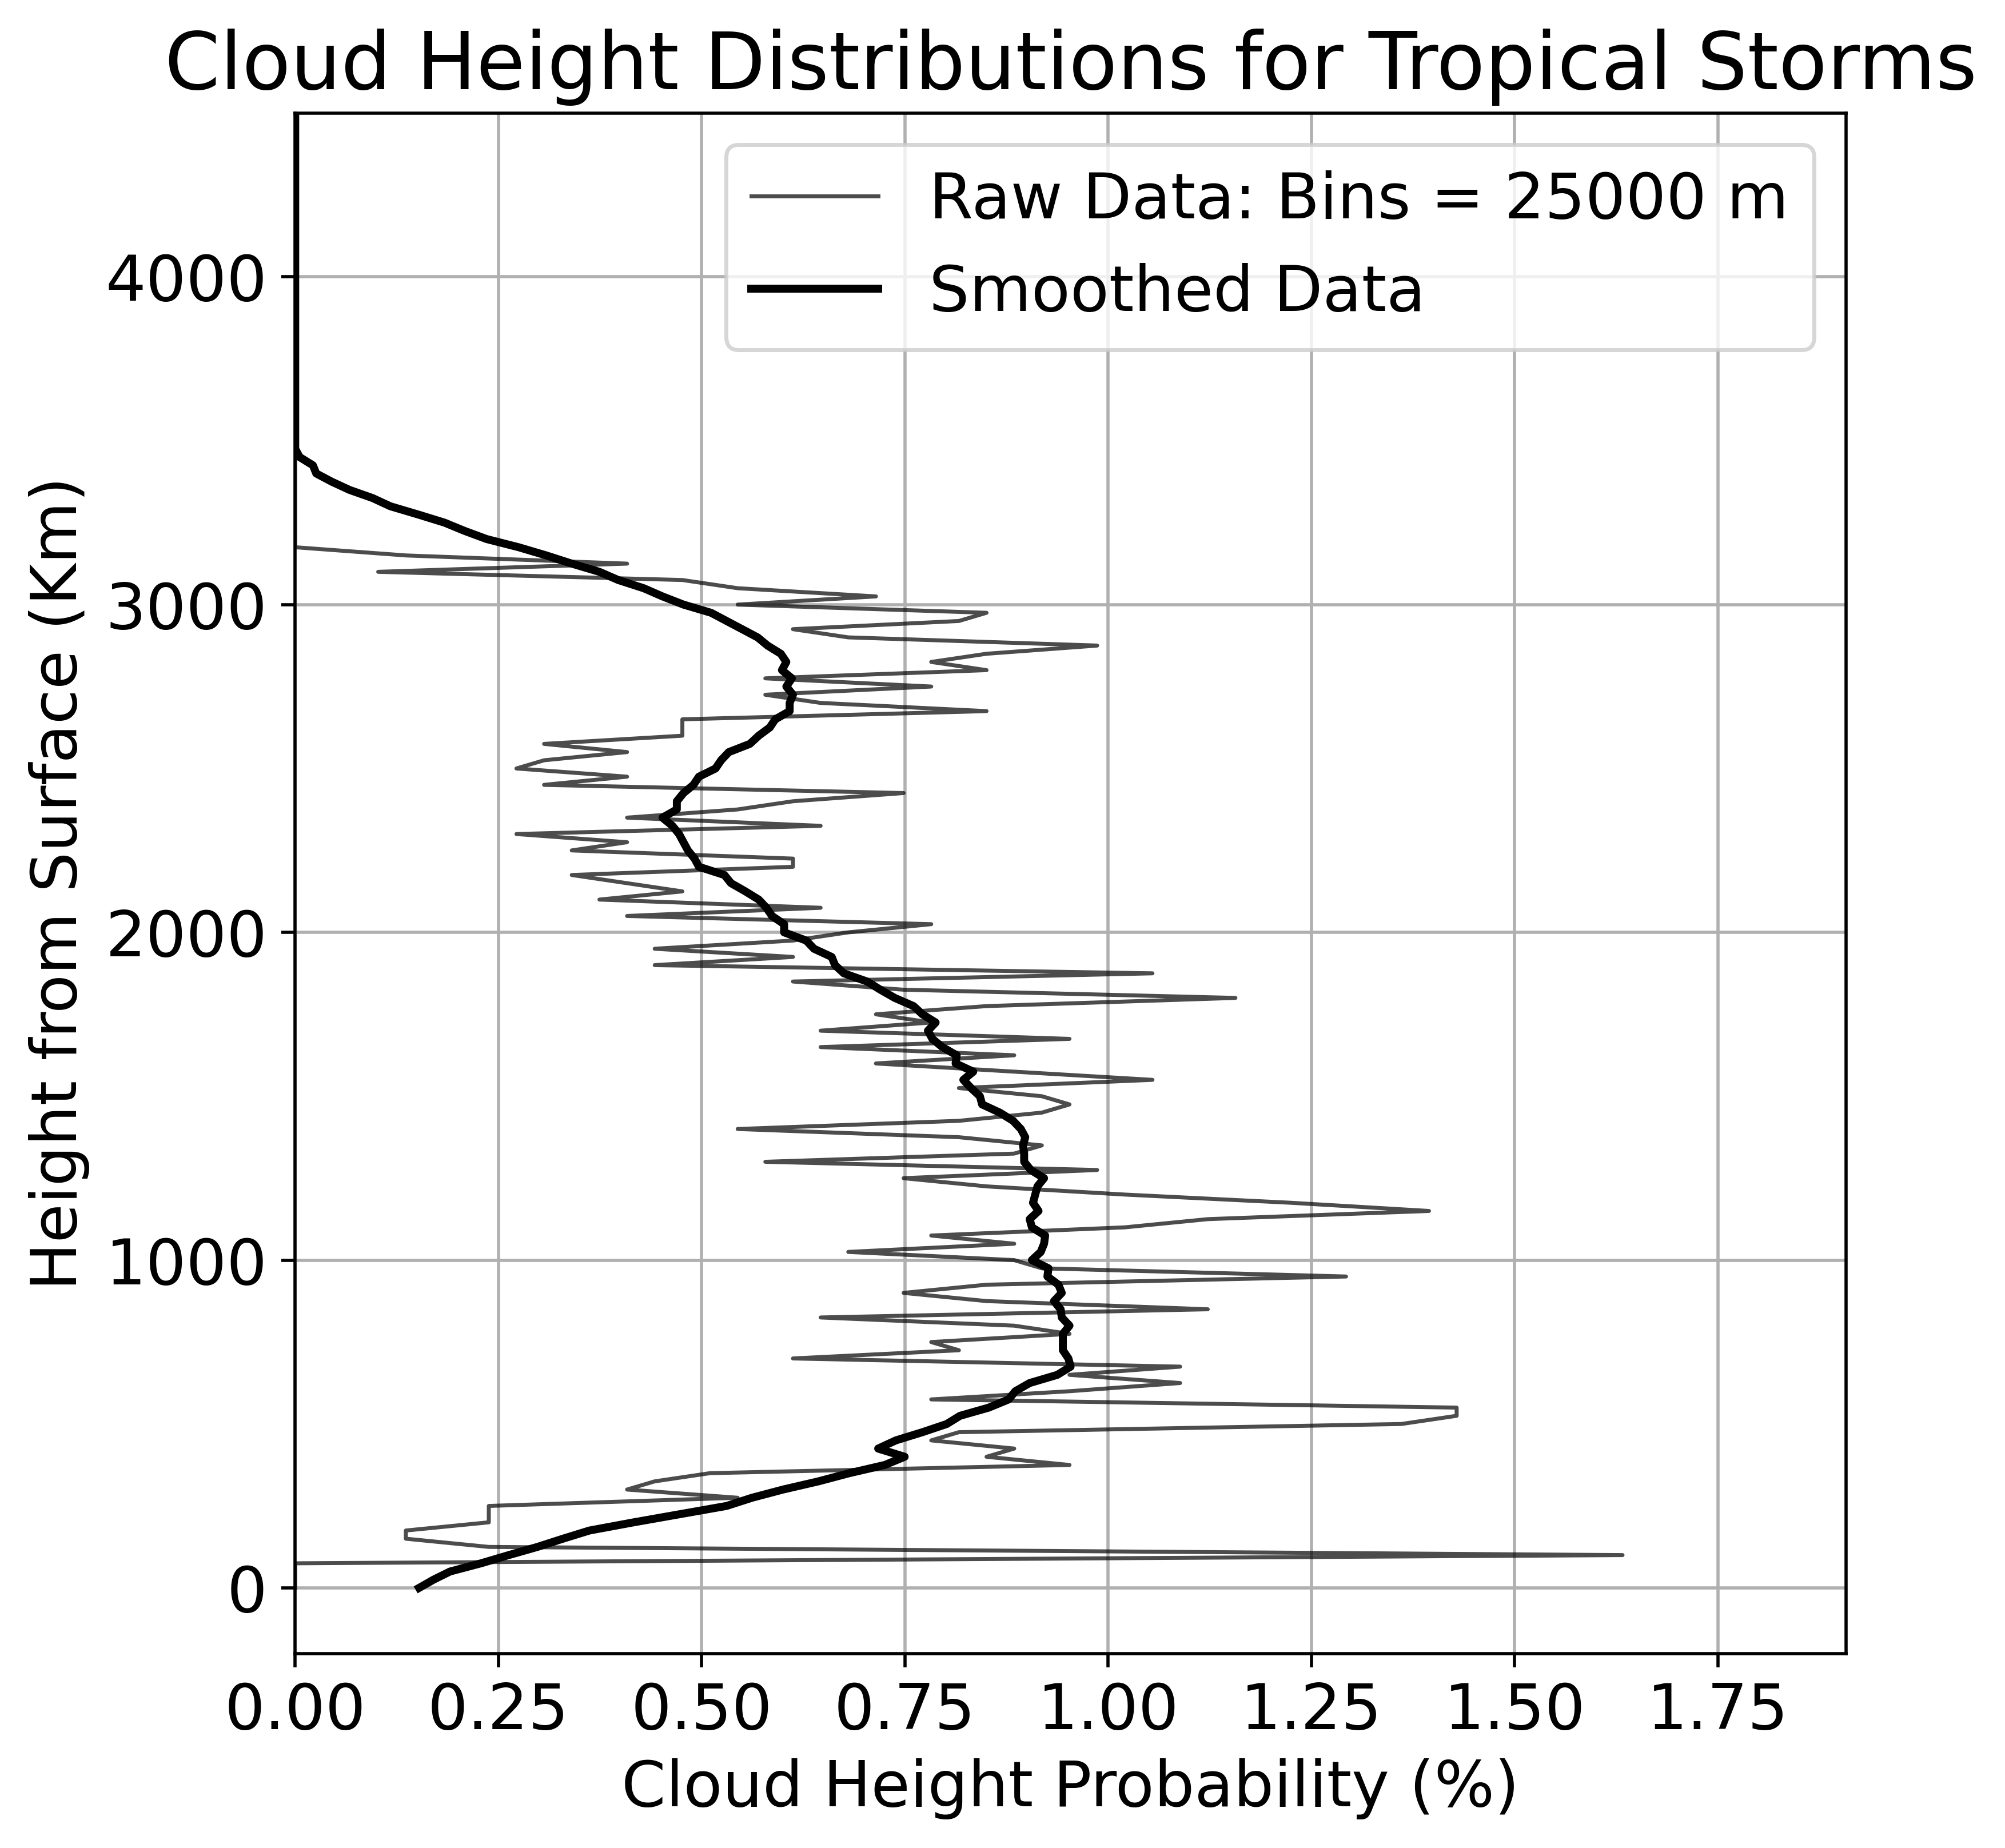 Cloud Height Distributions for Tropical Storms
Raw Data: Bins = 25000 m
Smoothed Data
Height from Surface (Km)
4000
3000
2000
1000
0
0.00 0.25 0.50 0.75 1.00 1.25 1.50 1.75
Cloud Height Probability (%)